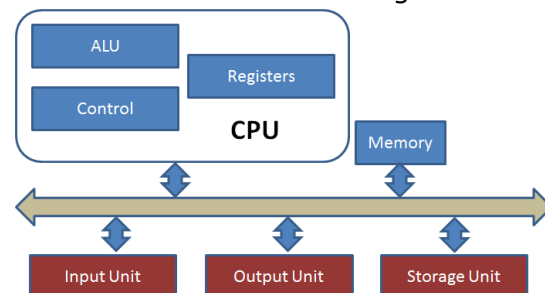 ALU
Registers
Control
CPU
Memory
Input Unit
Output Unit
Storage Unit